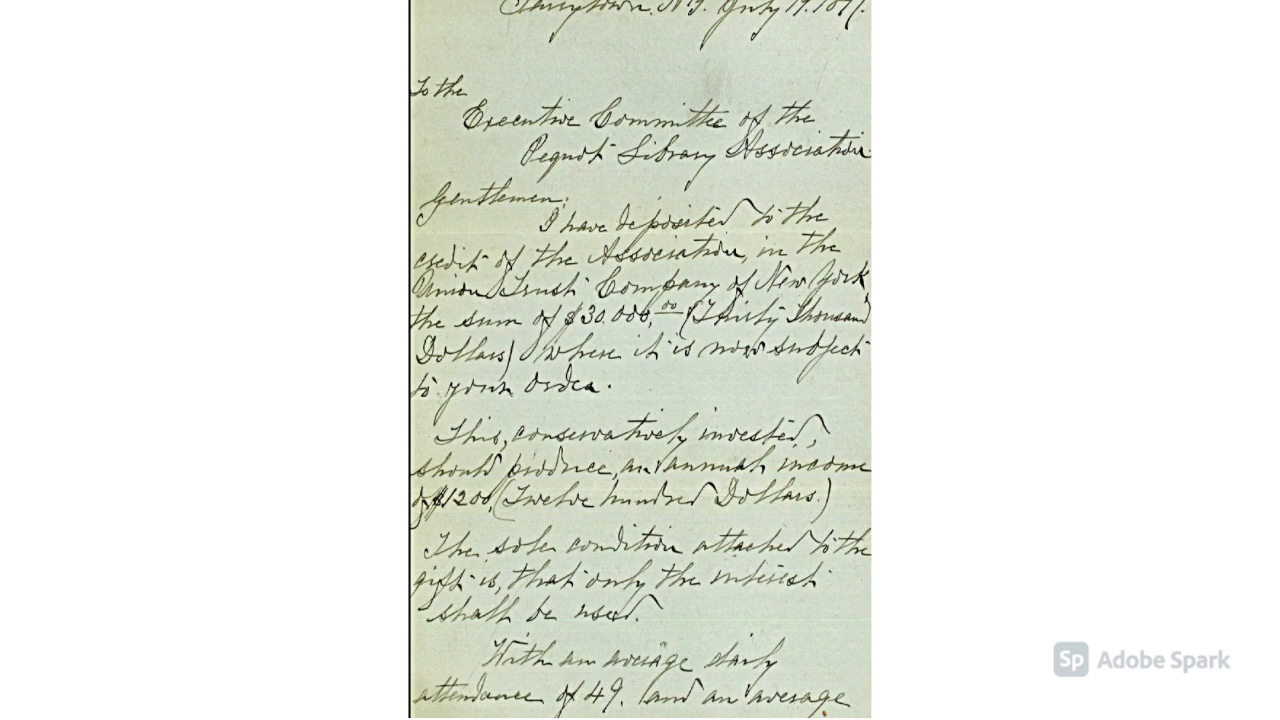 N.Y. July 19. 18
To the
Executive Committee of the
Pequot Library Association
Gentlemen:
I have deposited to the
credit of the Association, in the
Union Trust Company of New York
the sum of $30.000,00 (Thirty Thousand
Dollars) where it is now subject
to your order.
This, conservatively invested,
should produce, an annual income
of $1200, (Twelve hundred Dollars.)
The sole condition attached to the
gift is, that only the interest
shall be used.
With an average daily
attendance of 49. and an average
Sp Adobe Spark